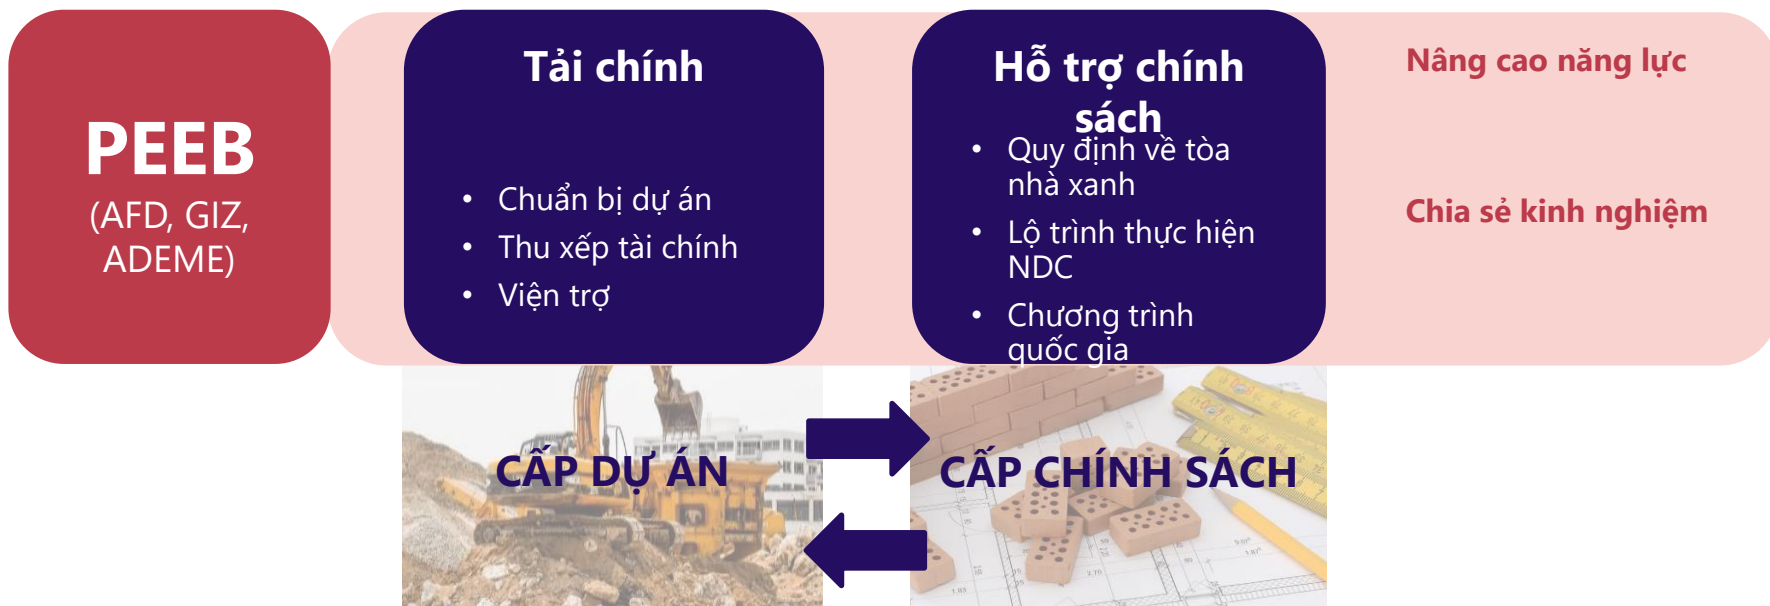 PEEB
(AFD, GIZ,
ADEME)
Tải chính
• Chuẩn bị dự án
• Thu xếp tài chính
• Viện trợ
Hỗ trợ chính
sách
• Quy định về tòa
nhà xanh
• Lộ trình thực hiện
NDC
• Chương trình
quốc gia
Nâng cao năng lực
Chia sẻ kinh nghiệm
CẤP DỰ ÁN
CẤP CHÍNH SÁCH